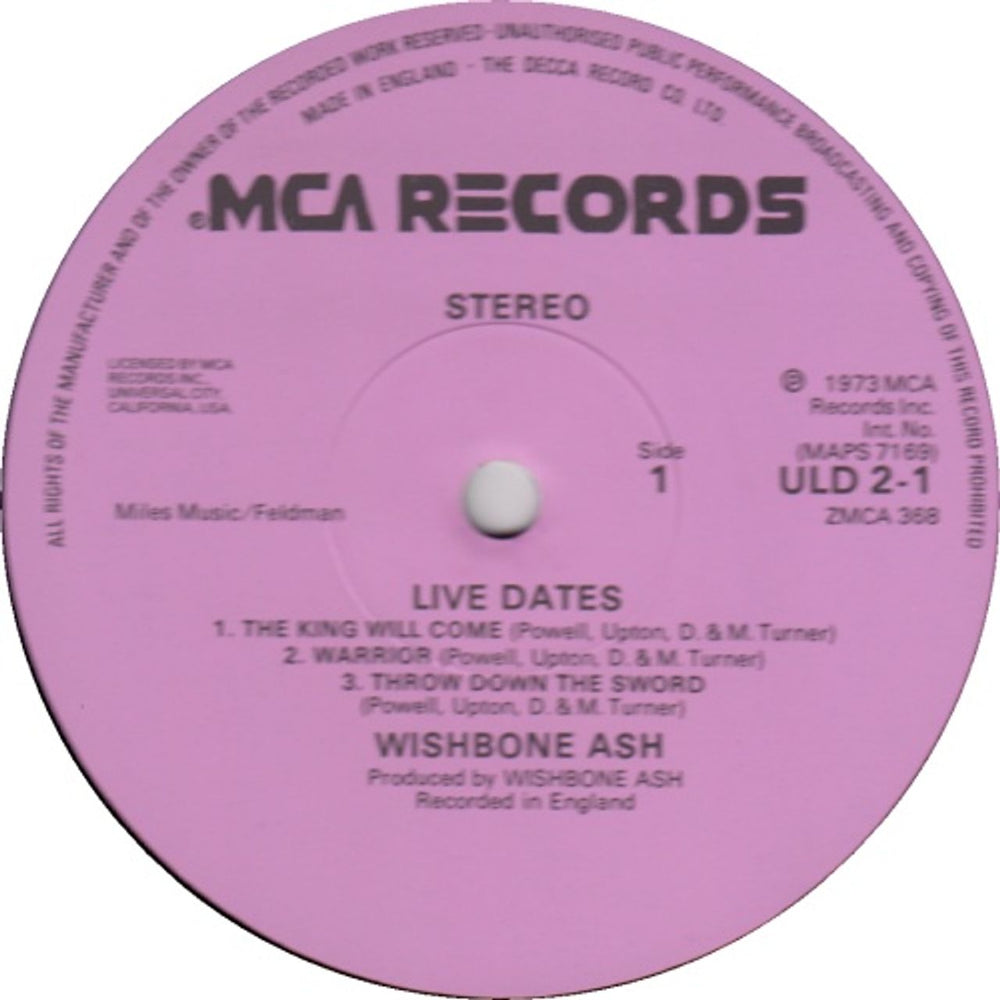 ALL RIGHTS OF THE MANUFACTURER AND OF THE OWNER OF THE RECORDED WORK RESERVED · UNAUTHORISED PUBLIC PERFORMANCE BROADCASTING AND COPYING OF THIS RECORD PROHIBITED
MADE IN ENGLAND · THE DECCA RECORD CO. LTD.
®MCA RECORDS
STEREO
LICENSED BY MCA
RECORDS INC.,
UNIVERSAL CITY,
CALIFORNIA, USA.
℗ 1973 MCA
Records Inc.
Int. No.
(MAPS 7169)
Side
1
ULD 2-1
ZMCA 368
Miles Music/Feldman
LIVE DATES
1. THE KING WILL COME (Powell, Upton, D. & M. Turner)
2. WARRIOR (Powell, Upton, D. & M. Turner)
3. THROW DOWN THE SWORD
(Powell, Upton, D. & M. Turner)
WISHBONE ASH
Produced by WISHBONE ASH
Recorded in England